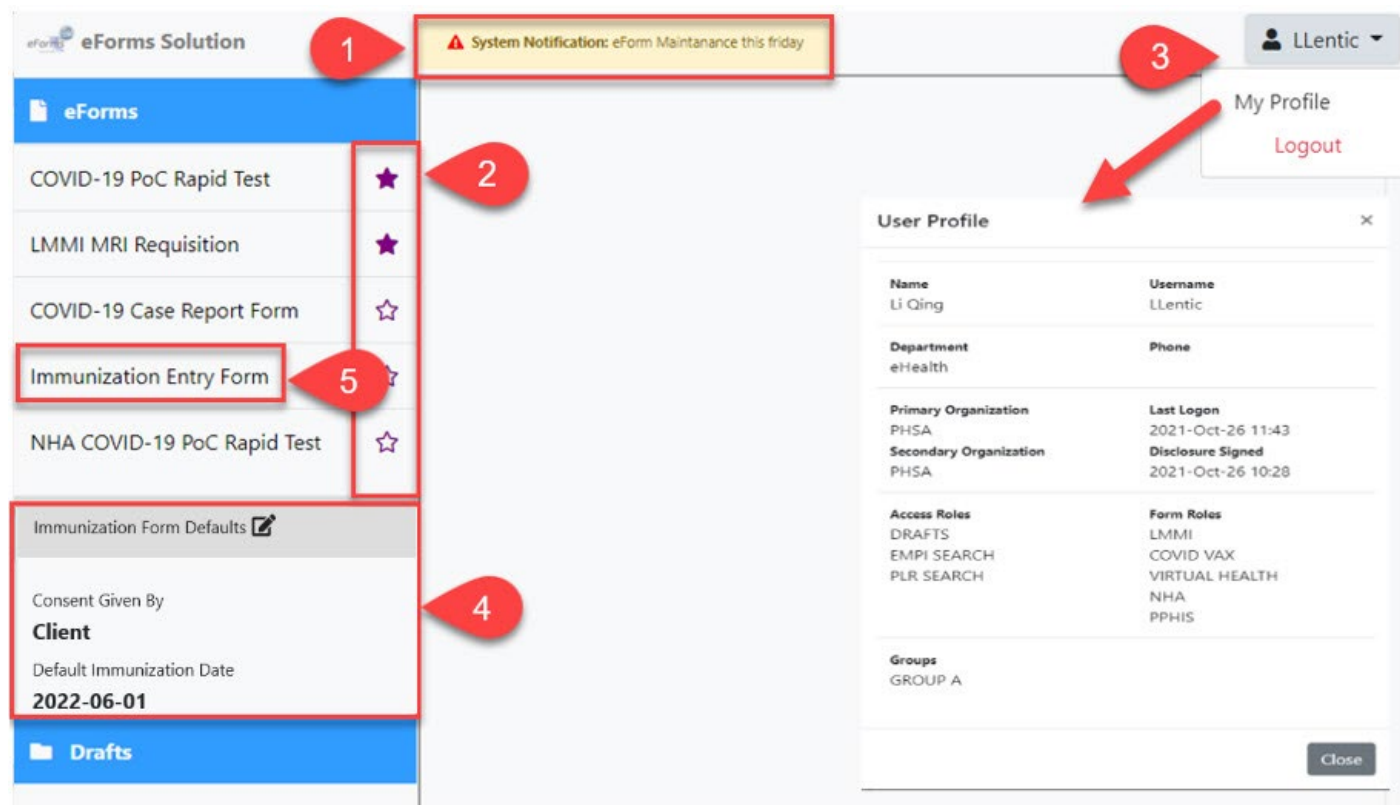 eForms eForms Solution
1
System Notification: eForm Maintanance this friday
3
LLentic
My Profile
Logout
eForms
COVID-19 PoC Rapid Test
2
LMMI MRI Requisition
COVID-19 Case Report Form
Immunization Entry Form
5
NHA COVID-19 PoC Rapid Test
Immunization Form Defaults
Consent Given By
Client
Default Immunization Date
2022-06-01
4
Drafts
User Profile
×
Name
Li Qing
Username
LLentic
Department
eHealth
Phone
Primary Organization
PHSA
Secondary Organization
PHSA
Last Logon
2021-Oct-26 11:43
Disclosure Signed
2021-Oct-26 10:28
Access Roles
DRAFTS
EMPI SEARCH
PLR SEARCH
Form Roles
LMMI
COVID VAX
VIRTUAL HEALTH
NHA
PPHIS
Groups
GROUP A
Close